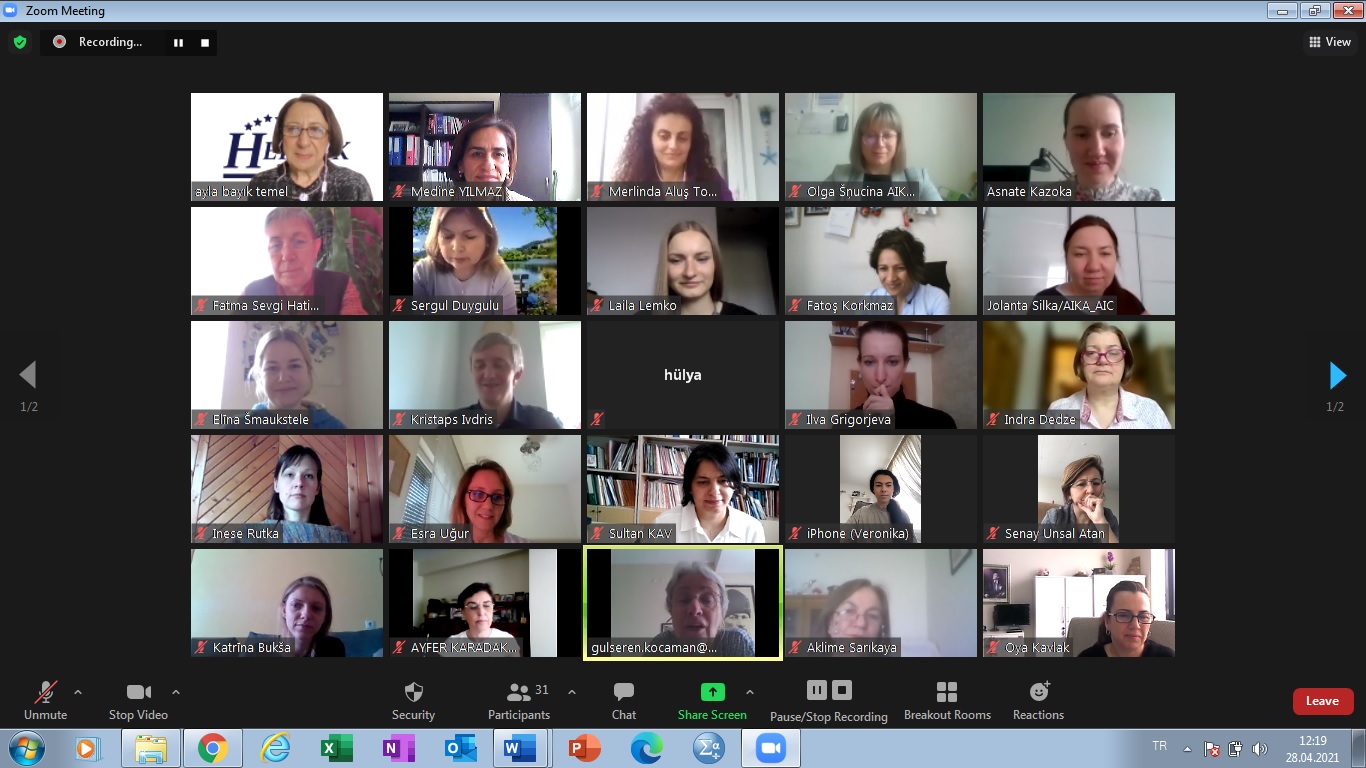 Zoom Meeting
Recording...
View
ayla bayık temel
Medine YILMAZ
Merlinda Aluş To...
Olga Šņucina AIK...
Asnate Kazoka
Fatma Sevgi Hati...
Sergul Duygulu
Laila Lemko
Fatoş Korkmaz
Jolanta Silka/AIKA_AIC
1/2
1/2
Elīna Šmaukstele
Kristaps Ivdris
hülya
Ilva Grigorjeva
Indra Dedze
Inese Rutka
Esra Uğur
Sultan KAV
iPhone (Veronika)
Senay Unsal Atan
Katrīna Bukša
AYFER KARADAK...
gulseren.kocaman@...
Aklime Sarikaya
Oya Kavlak
Unmute
Stop Video
Security
Participants
31
Chat
Share Screen
Pause/Stop Recording
Breakout Rooms
Reactions
Leave
TR
12:19
28.04.2021